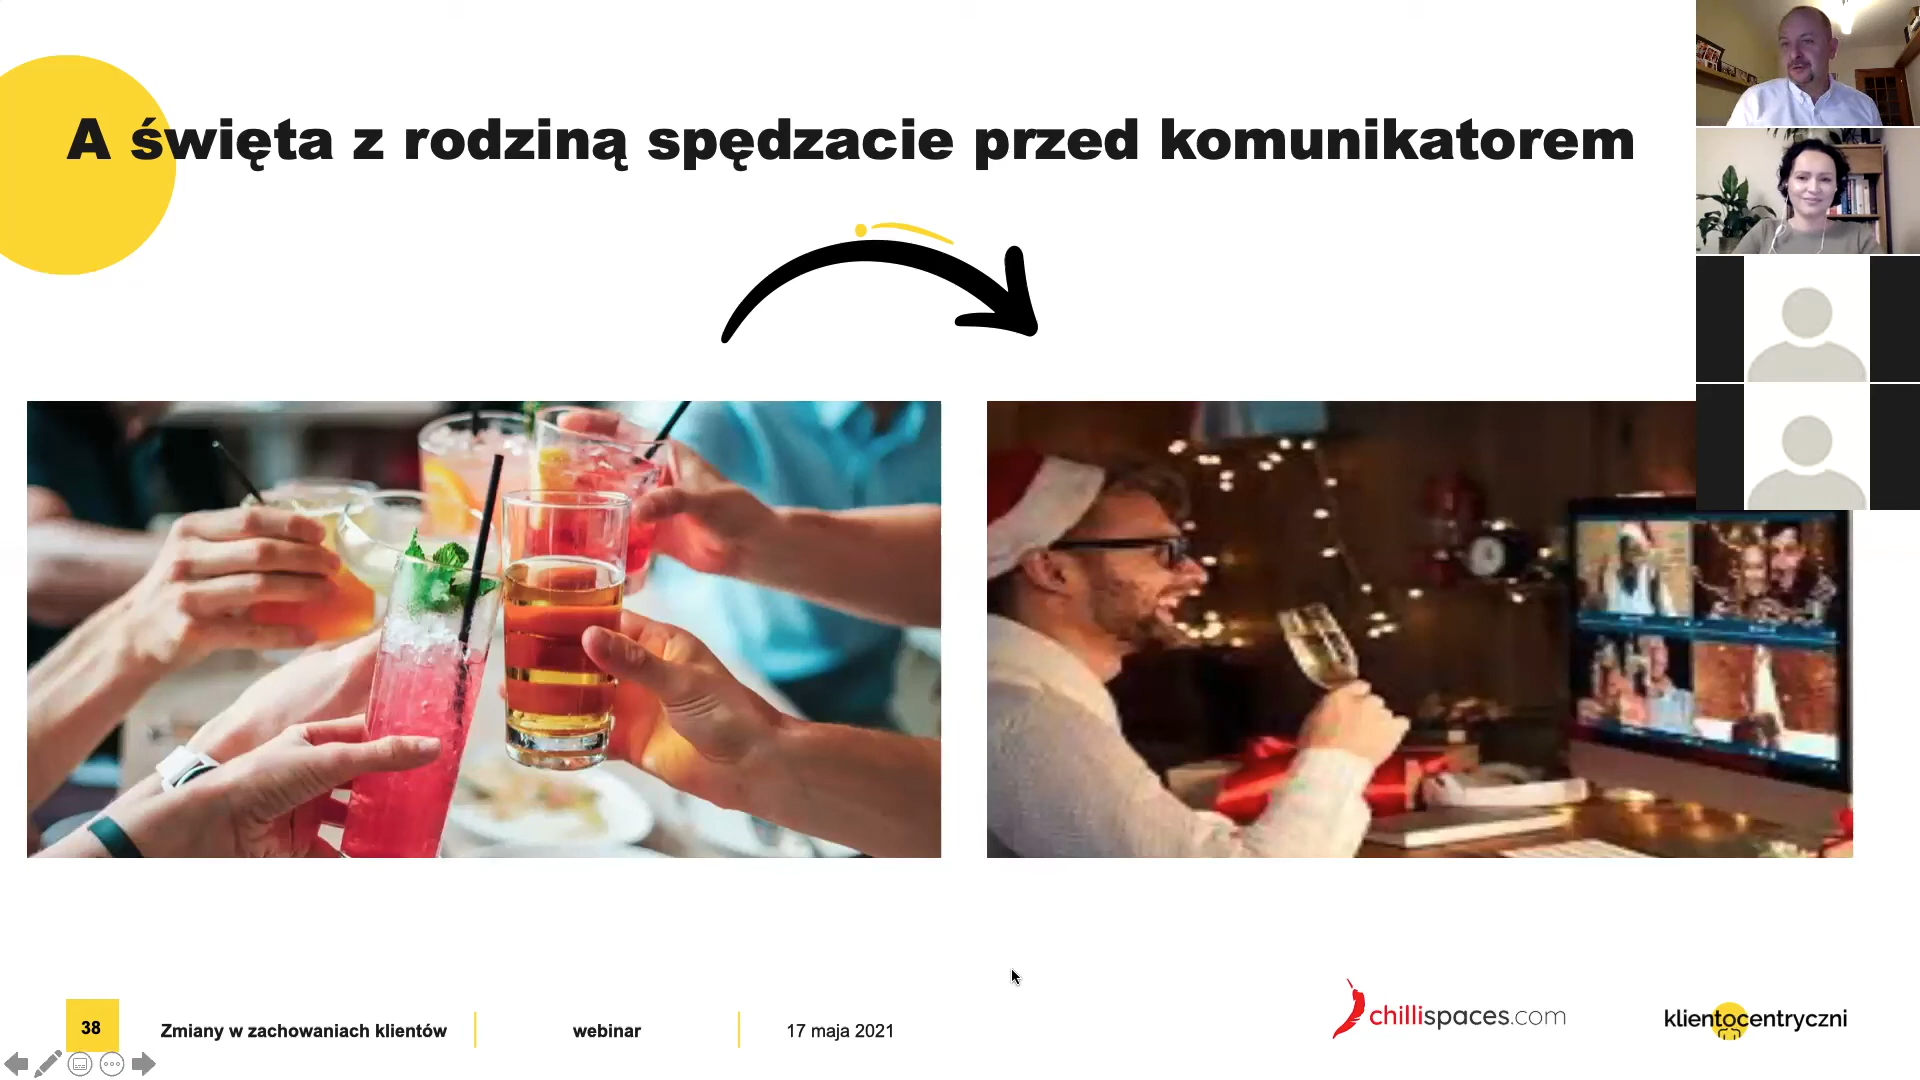 A święta z rodziną spędzacie przed komunikatorem
38
Zmiany w zachowaniach klientów
webinar
17 maja 2021
chillispaces.com
klientocentryczni